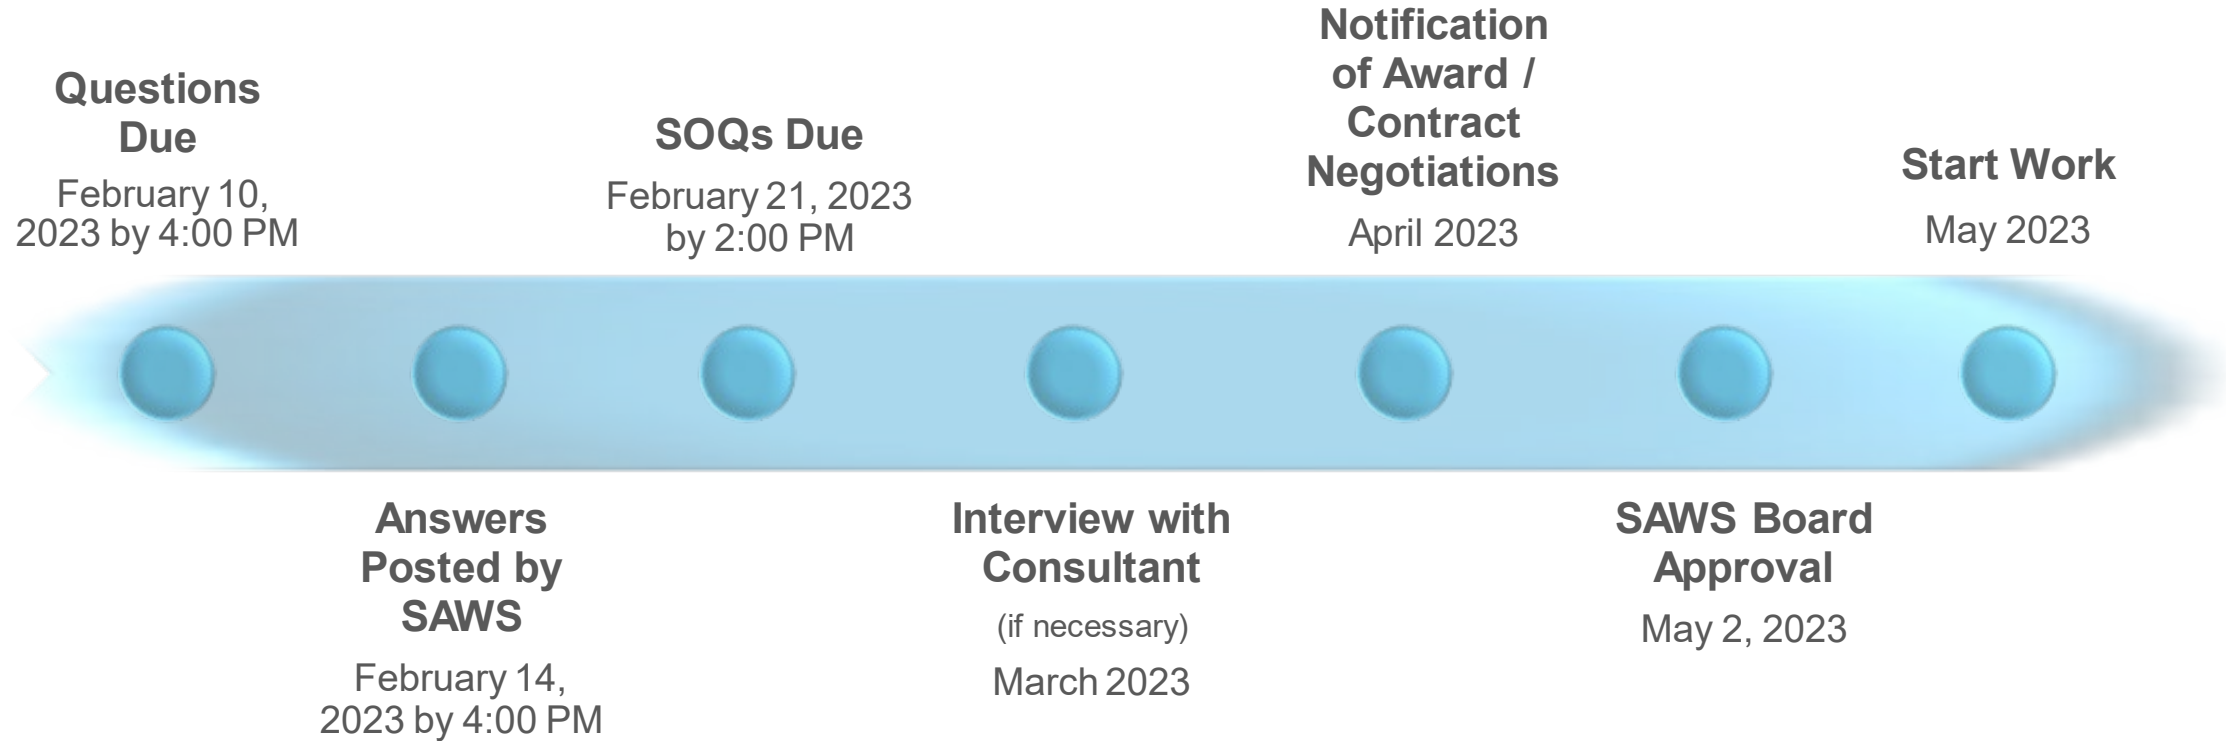 Questions
Due
February 10,
2023 by 4:00 PM
Answers
Posted by
SAWS
February 14,
2023 by 4:00 PM
SOQs Due
February 21, 2023
by 2:00 PM
Interview with
Consultant
(if necessary)
March 2023
Notification
of Award /
Contract
Negotiations
April 2023
SAWS Board
Approval
May 2, 2023
Start Work
May 2023